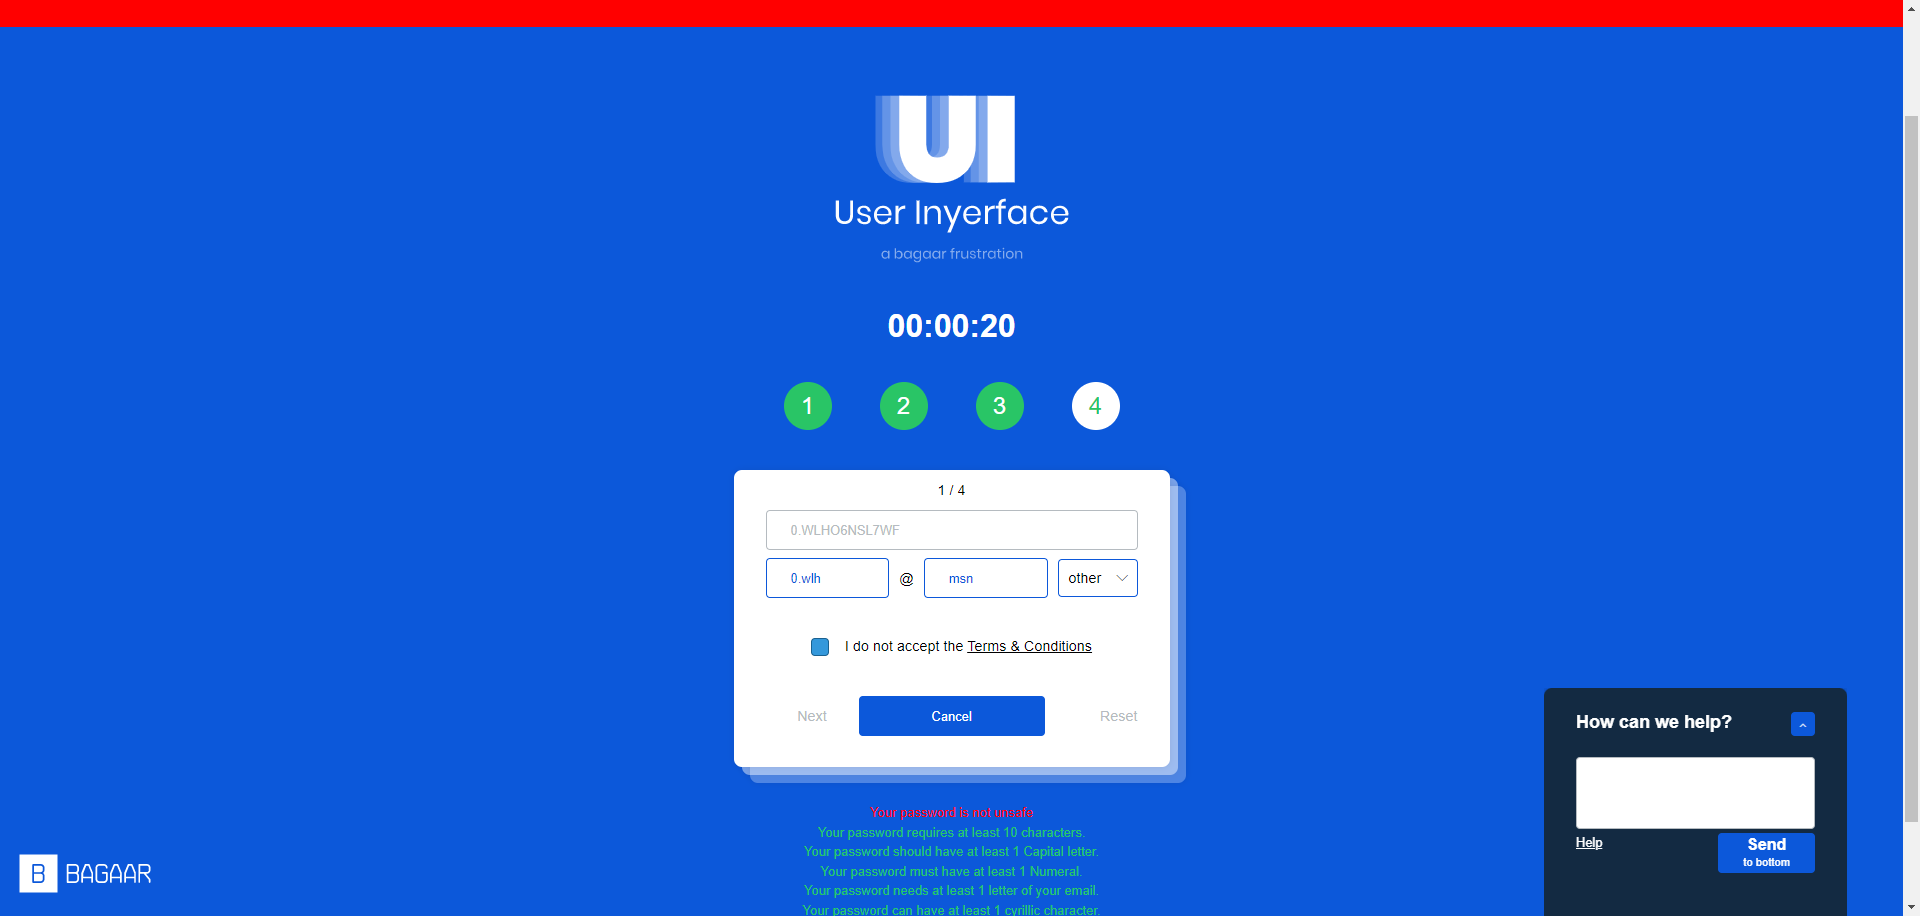 UI
User Inyerface
a bagaar frustration
00:00:20
1 2 3 4
1 / 4
0.WLHO6NSL7WF
0.wlh @ msn other
I do not accept the Terms & Conditions
Next Cancel Reset
How can we help?
Help
Send
to bottom
Your password is not unsafe
Your password requires at least 10 characters.
Your password should have at least 1 Capital letter.
Your password must have at least 1 Numeral.
Your password needs at least 1 letter of your email.
Your password can have at least 1 cyrillic character.
B BAGAAR